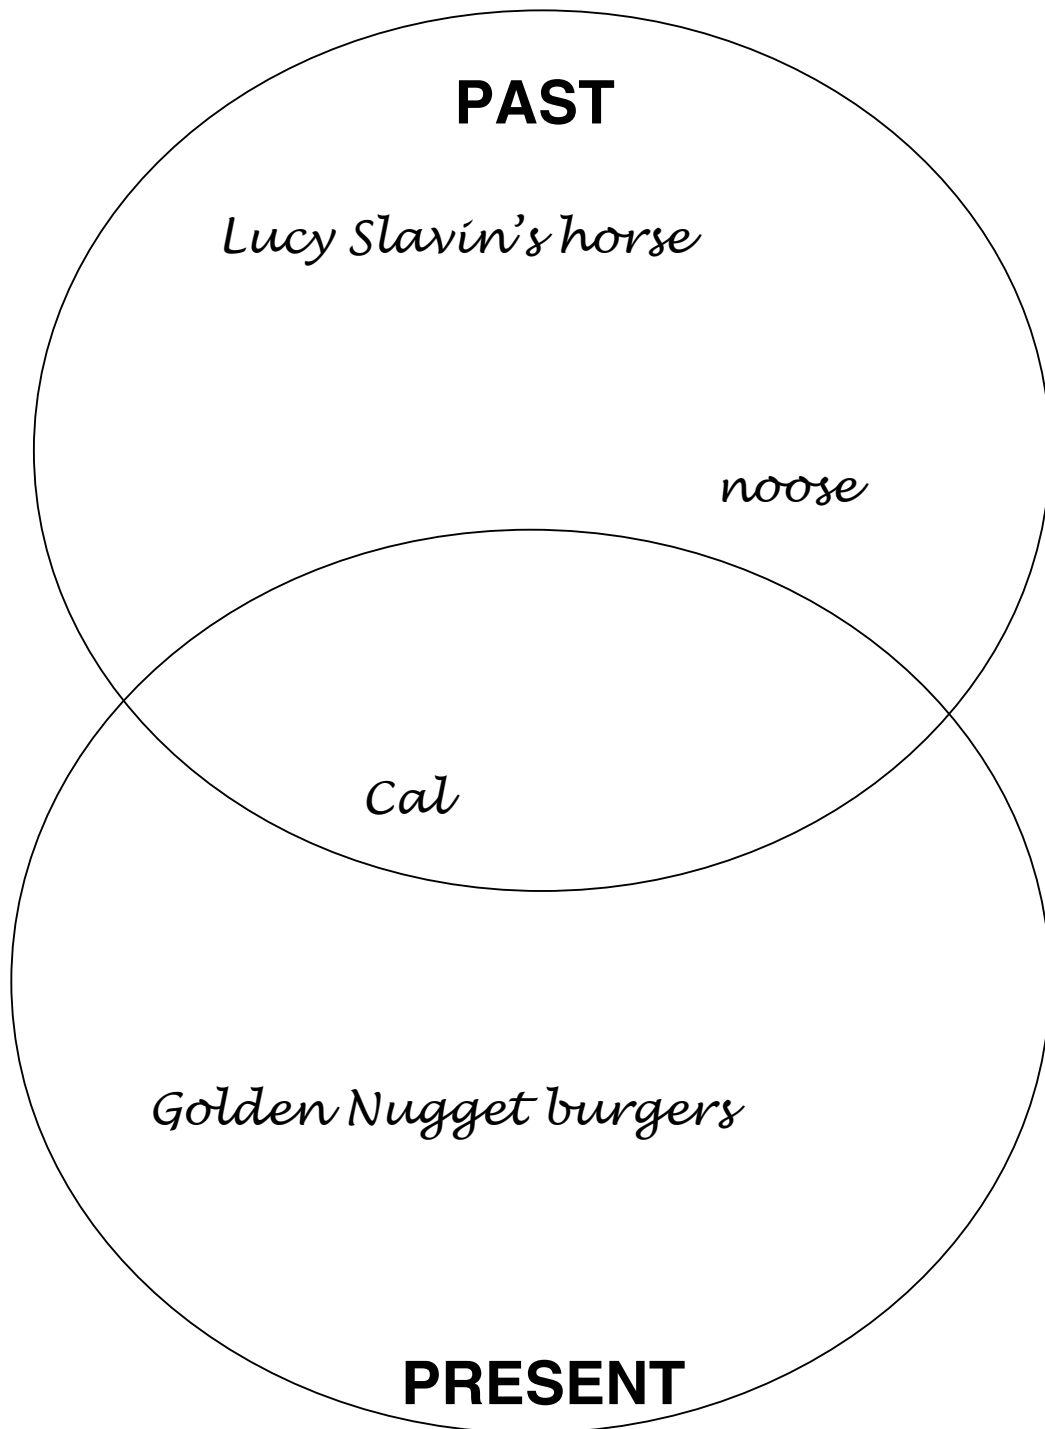 PAST
Lucy Slavin's horse
noose
Cal
Golden Nugget burgers
PRESENT